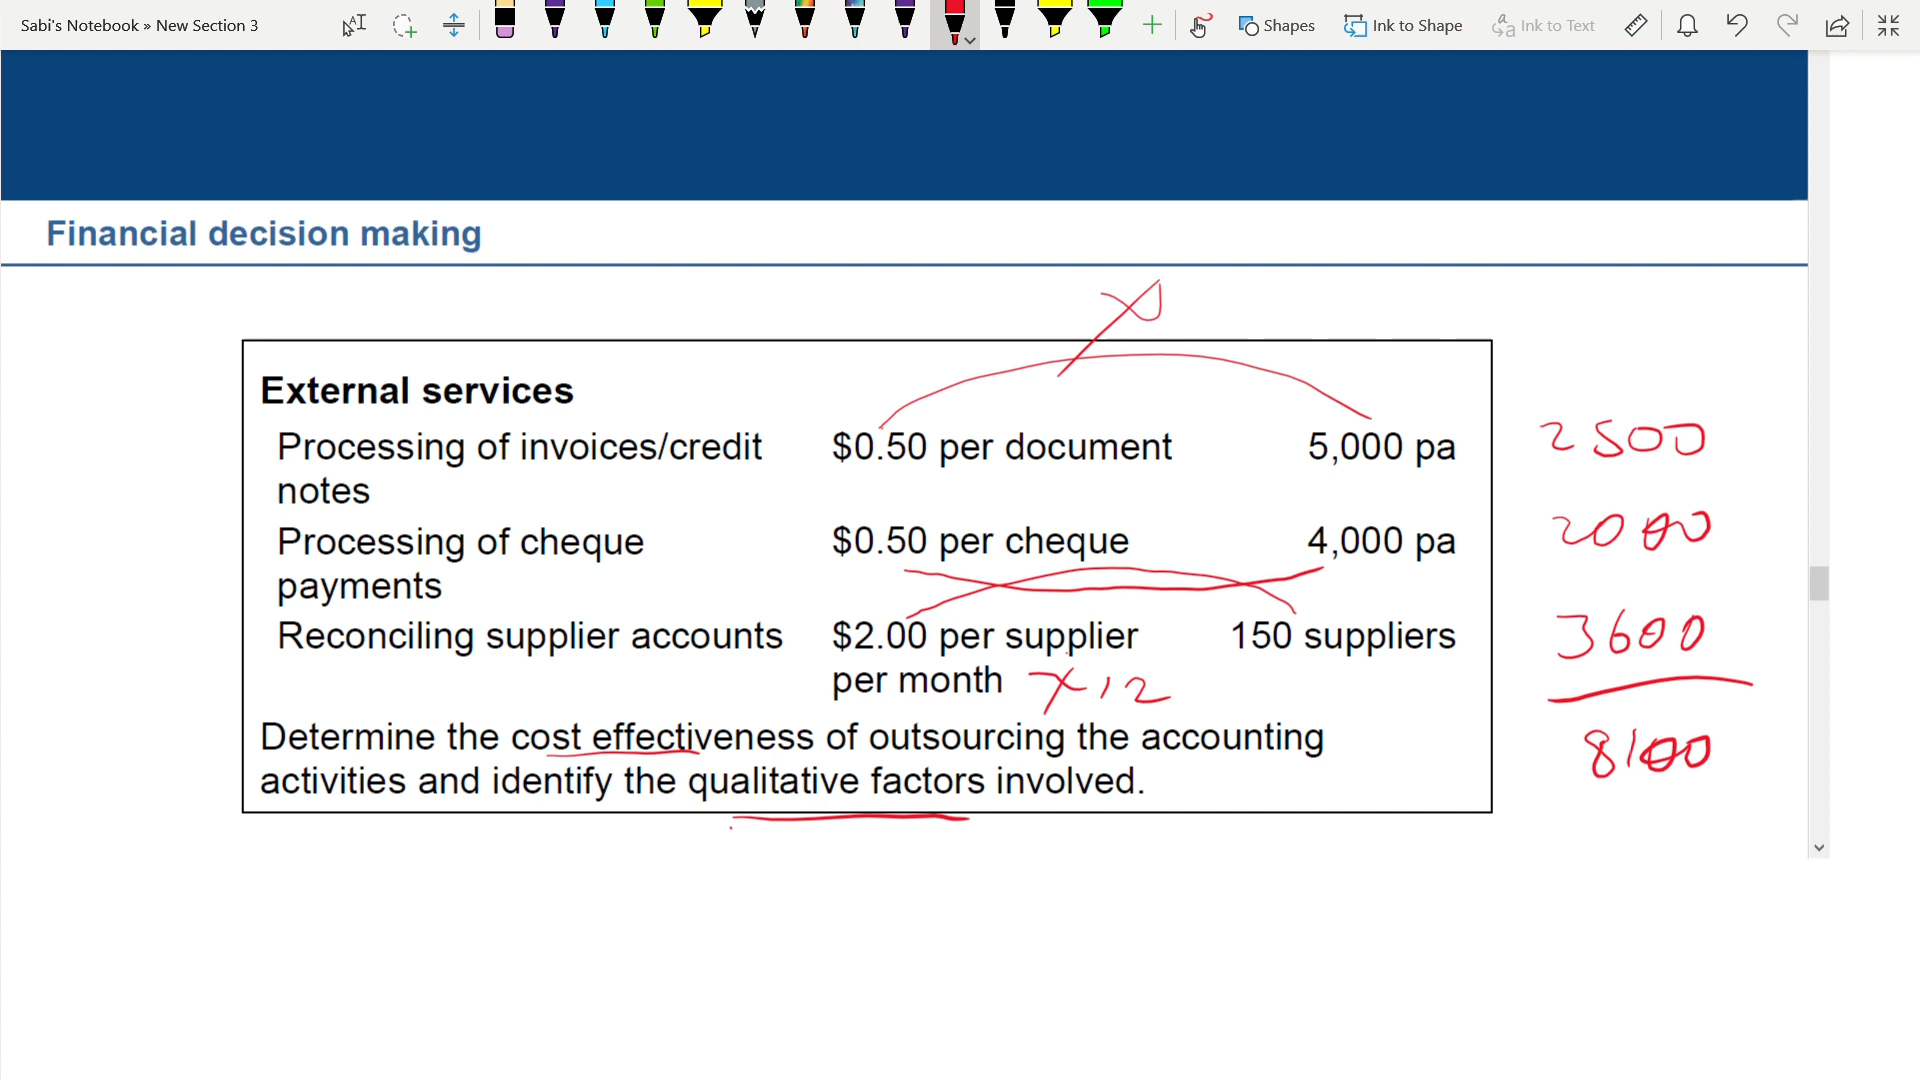 Sabi's Notebook » New Section 3
Shapes
Ink to Shape
Ink to Text
Financial decision making
External services
Processing of invoices/credit notes $0.50 per document 5,000 pa 2500
Processing of cheque payments $0.50 per cheque 4,000 pa 2000
Reconciling supplier accounts $2.00 per supplier per month 150 suppliers 3600
x12
Determine the cost effectiveness of outsourcing the accounting
activities and identify the qualitative factors involved.
8100